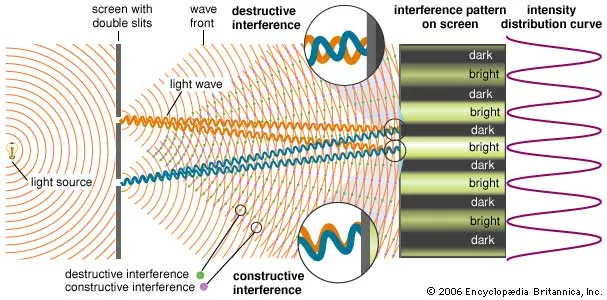 screen with
double slits
wave
front
destructive
interference
interference pattern
on screen
intensity
distribution curve
light wave
light source
dark
bright
dark
bright
dark
bright
dark
bright
dark
bright
dark
destructive interference
constructive interference
constructive
interference
© 2006 Encyclopædia Britannica, Inc.